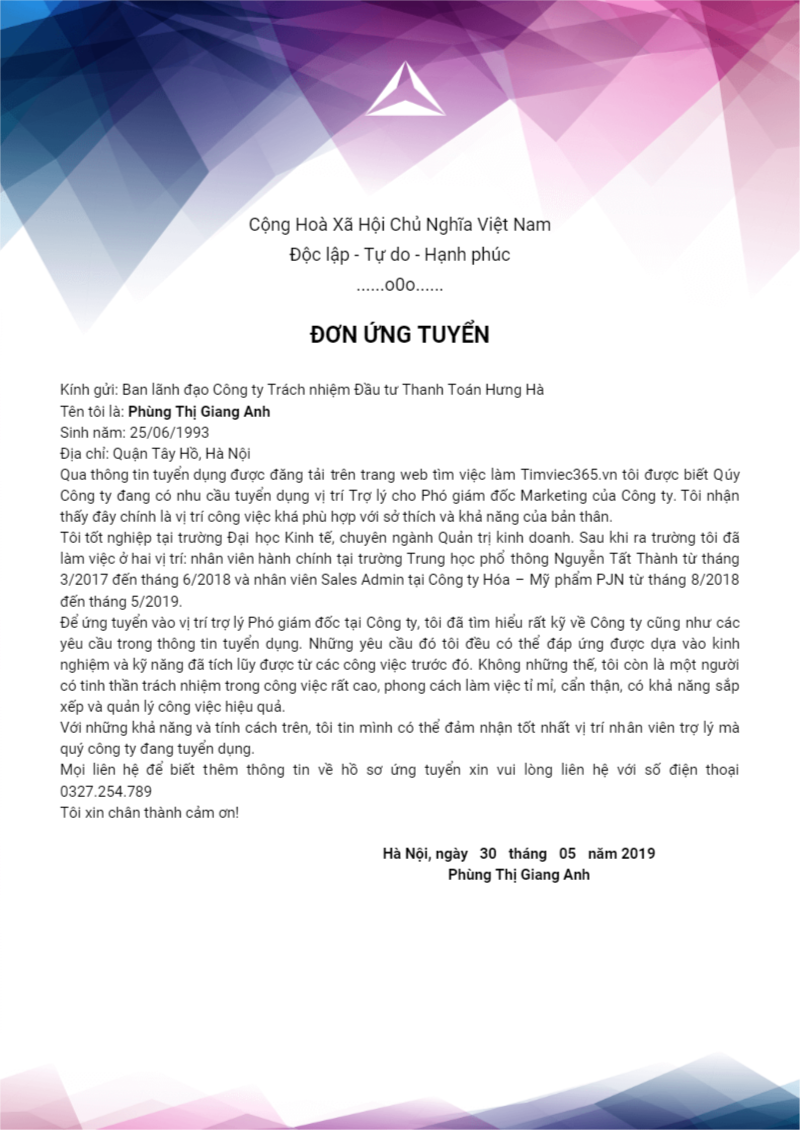 Cộng Hoà Xã Hội Chủ Nghĩa Việt Nam
Độc lập - Tự do - Hạnh phúc
......o0o......
ĐƠN ỨNG TUYỂN
Kính gửi: Ban lãnh đạo Công ty Trách nhiệm Đầu tư Thanh Toán Hưng Hà
Tên tôi là: Phùng Thị Giang Anh
Sinh năm: 25/06/1993
Địa chỉ: Quận Tây Hồ, Hà Nội
Qua thông tin tuyển dụng được đăng tải trên trang web tìm việc làm Timviec365.vn tôi được biết Qúy
Công ty đang có nhu cầu tuyển dụng vị trí Trợ lý cho Phó giám đốc Marketing của Công ty. Tôi nhận
thấy đây chính là vị trí công việc khá phù hợp với sở thích và khả năng của bản thân.
Tôi tốt nghiệp tại trường Đại học Kinh tế, chuyên ngành Quản trị kinh doanh. Sau khi ra trường tôi đã
làm việc ở hai vị trí: nhân viên hành chính tại trường Trung học phổ thông Nguyễn Tất Thành từ tháng
3/2017 đến tháng 6/2018 và nhân viên Sales Admin tại Công ty Hóa – Mỹ phẩm PJN từ tháng 8/2018
đến tháng 5/2019.
Để ứng tuyển vào vị trí trợ lý Phó giám đốc tại Công ty, tôi đã tìm hiểu rất kỹ về Công ty cũng như các
yêu cầu trong thông tin tuyển dụng. Những yêu cầu đó tôi đều có thể đáp ứng được dựa vào kinh
nghiệm và kỹ năng đã tích lũy được từ các công việc trước đó. Không những thế, tôi còn là một người
có tinh thần trách nhiệm trong công việc rất cao, phong cách làm việc tỉ mỉ, cẩn thận, có khả năng sắp
xếp và quản lý công việc hiệu quả.
Với những khả năng và tính cách trên, tôi tin mình có thể đảm nhận tốt nhất vị trí nhân viên trợ lý mà
quý công ty đang tuyển dụng.
Mọi liên hệ để biết thêm thông tin về hồ sơ ứng tuyển xin vui lòng liên hệ với số điện thoại
0327.254.789
Tôi xin chân thành cảm ơn!
Hà Nội, ngày 30 tháng 05 năm 2019
Phùng Thị Giang Anh